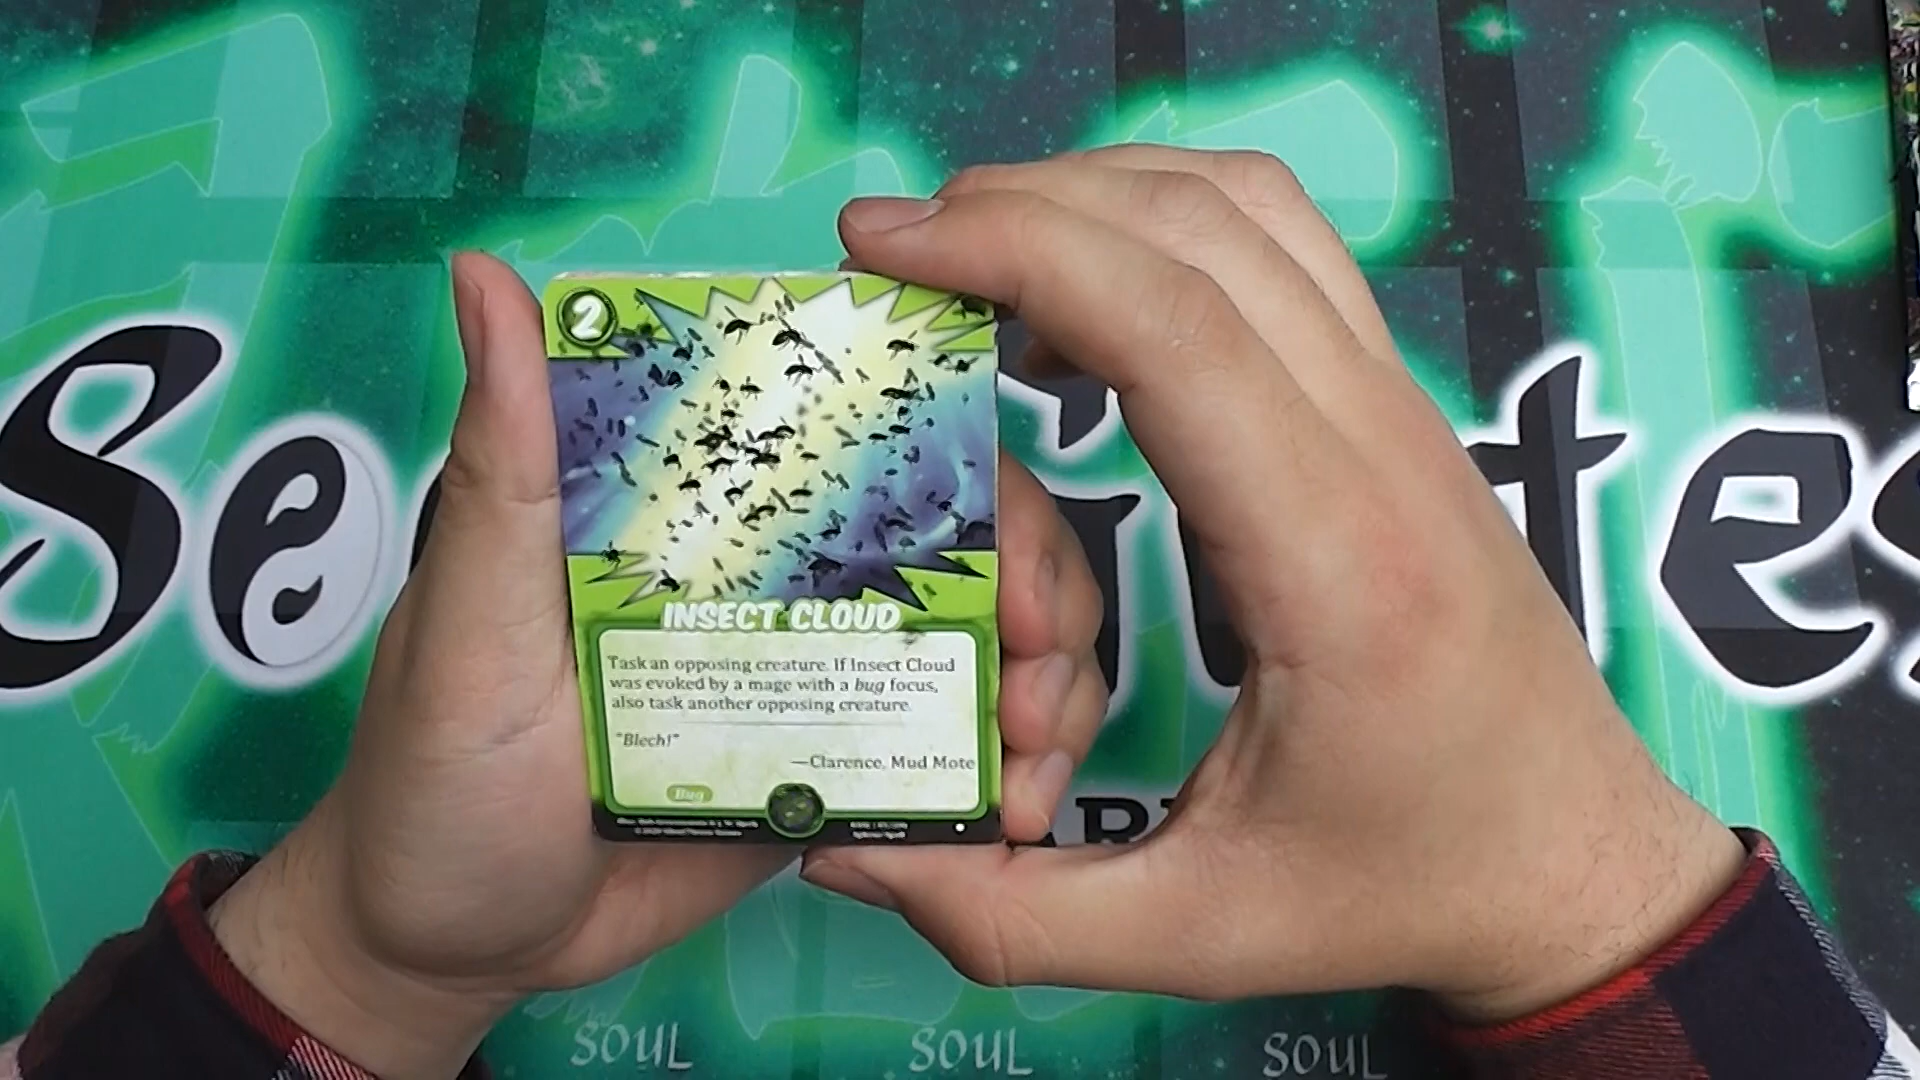 2
INSECT CLOUD
Task an opposing creature. If Insect Cloud
was evoked by a mage with a bug focus,
also task another opposing creature.
"Blech!"
—Clarence, Mud Mote
Bug
SOUL SOUL SOUL